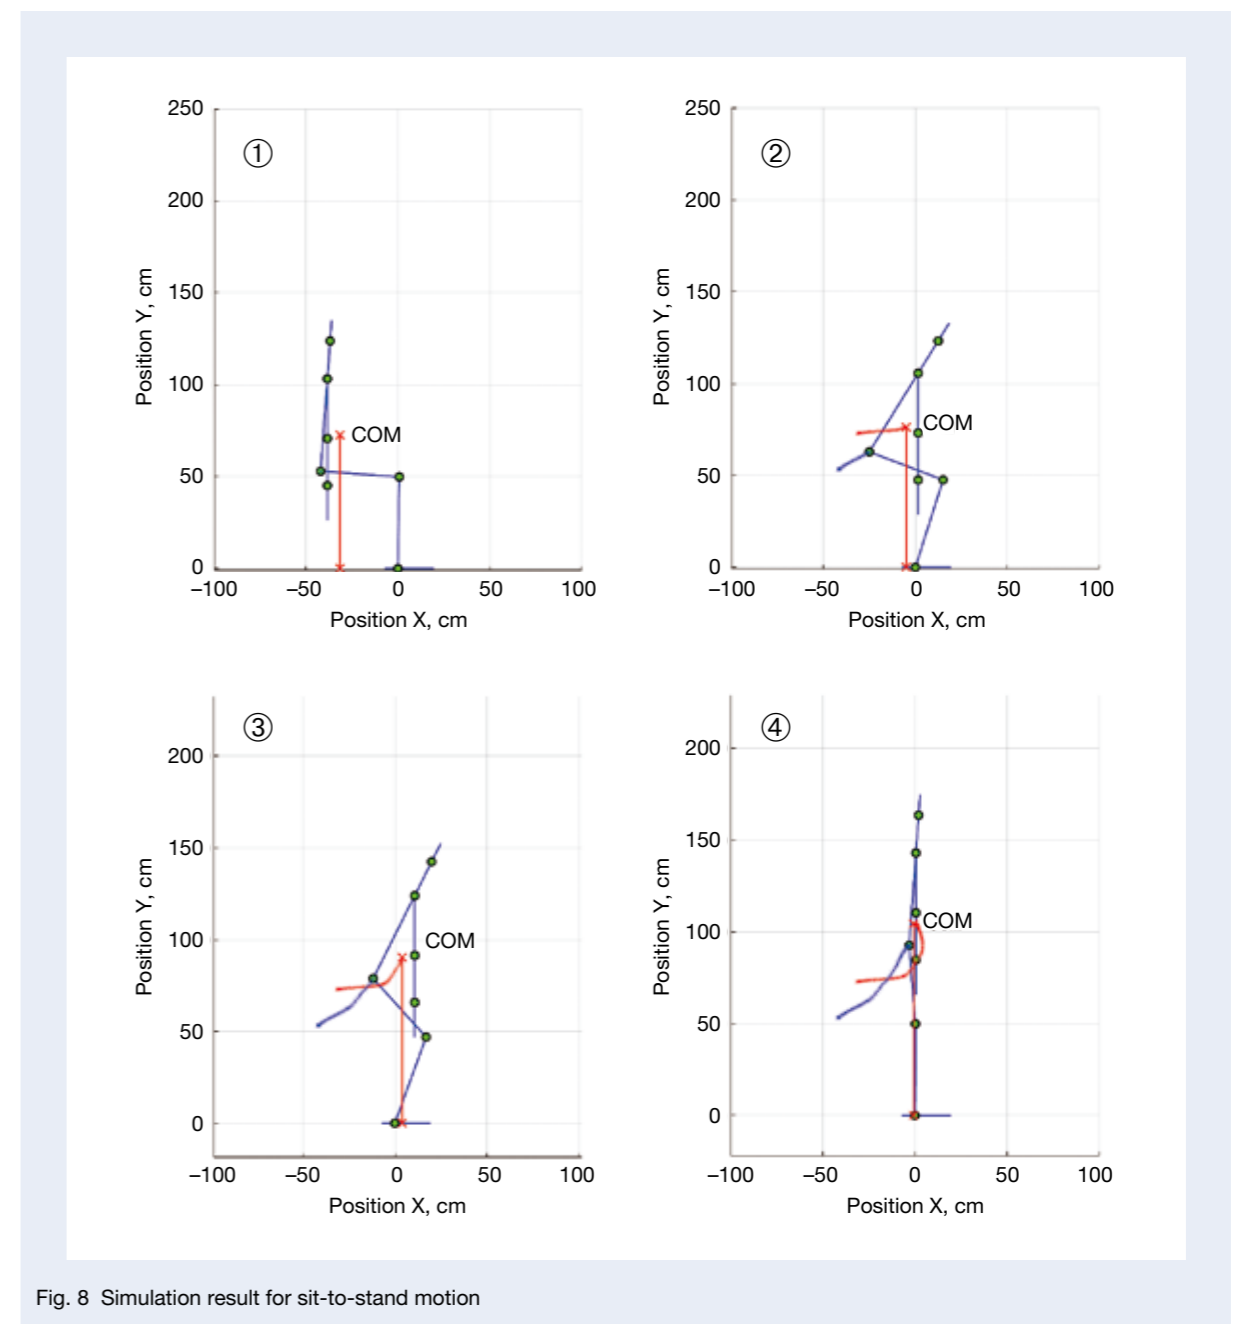 ①
250
200
150
100
50
0
–100 –50 0 50 100
Position X, cm
Position Y, cm
COM
②
250
200
150
100
50
0
–100 –50 0 50 100
Position X, cm
Position Y, cm
COM
③
200
150
100
50
0
–100 –50 0 50 100
Position X, cm
Position Y, cm
COM
④
200
150
100
50
0
–100 –50 0 50 100
Position X, cm
Position Y, cm
COM
Fig. 8 Simulation result for sit-to-stand motion